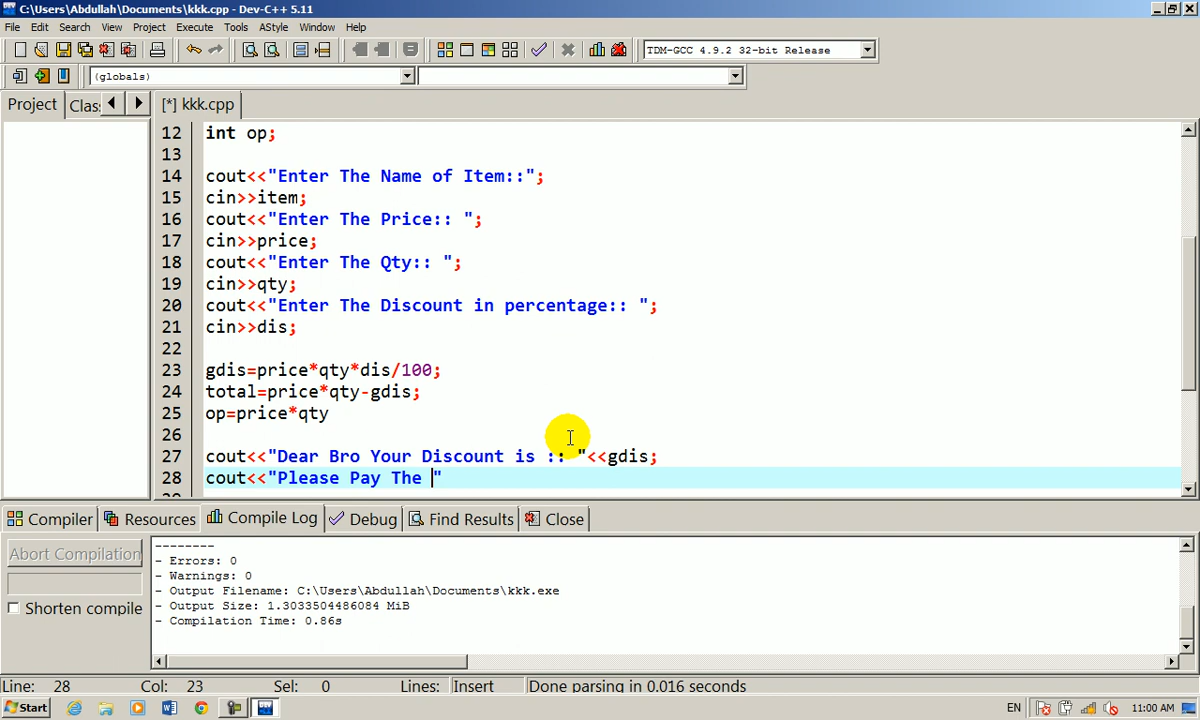 C:\Users\Abdullah\Documents\kkk.cpp - Dev-C++ 5.11
File Edit Search View Project Execute Tools AStyle Window Help
TDM-GCC 4.9.2 32-bit Release
(globals)
Project Clas [*] kkk.cpp
12 int op;
13
14 cout<<"Enter The Name of Item::";
15 cin>>item;
16 cout<<"Enter The Price:: ";
17 cin>>price;
18 cout<<"Enter The Qty:: ";
19 cin>>qty;
20 cout<<"Enter The Discount in percentage:: ";
21 cin>>dis;
22
23 gdis=price*qty*dis/100;
24 total=price*qty-gdis;
25 op=price*qty
26
27 cout<<"Dear Bro Your Discount is :: "<<gdis;
28 cout<<"Please Pay The "
Compiler Resources Compile Log Debug Find Results Close
Abort Compilation
Shorten compile
--------
- Errors: 0
- Warnings: 0
- Output Filename: C:\Users\Abdullah\Documents\kkk.exe
- Output Size: 1.3033504486084 MiB
- Compilation Time: 0.86s
Line: 28 Col: 23 Sel: 0 Lines: Insert Done parsing in 0.016 seconds
Start EN 11:00 AM